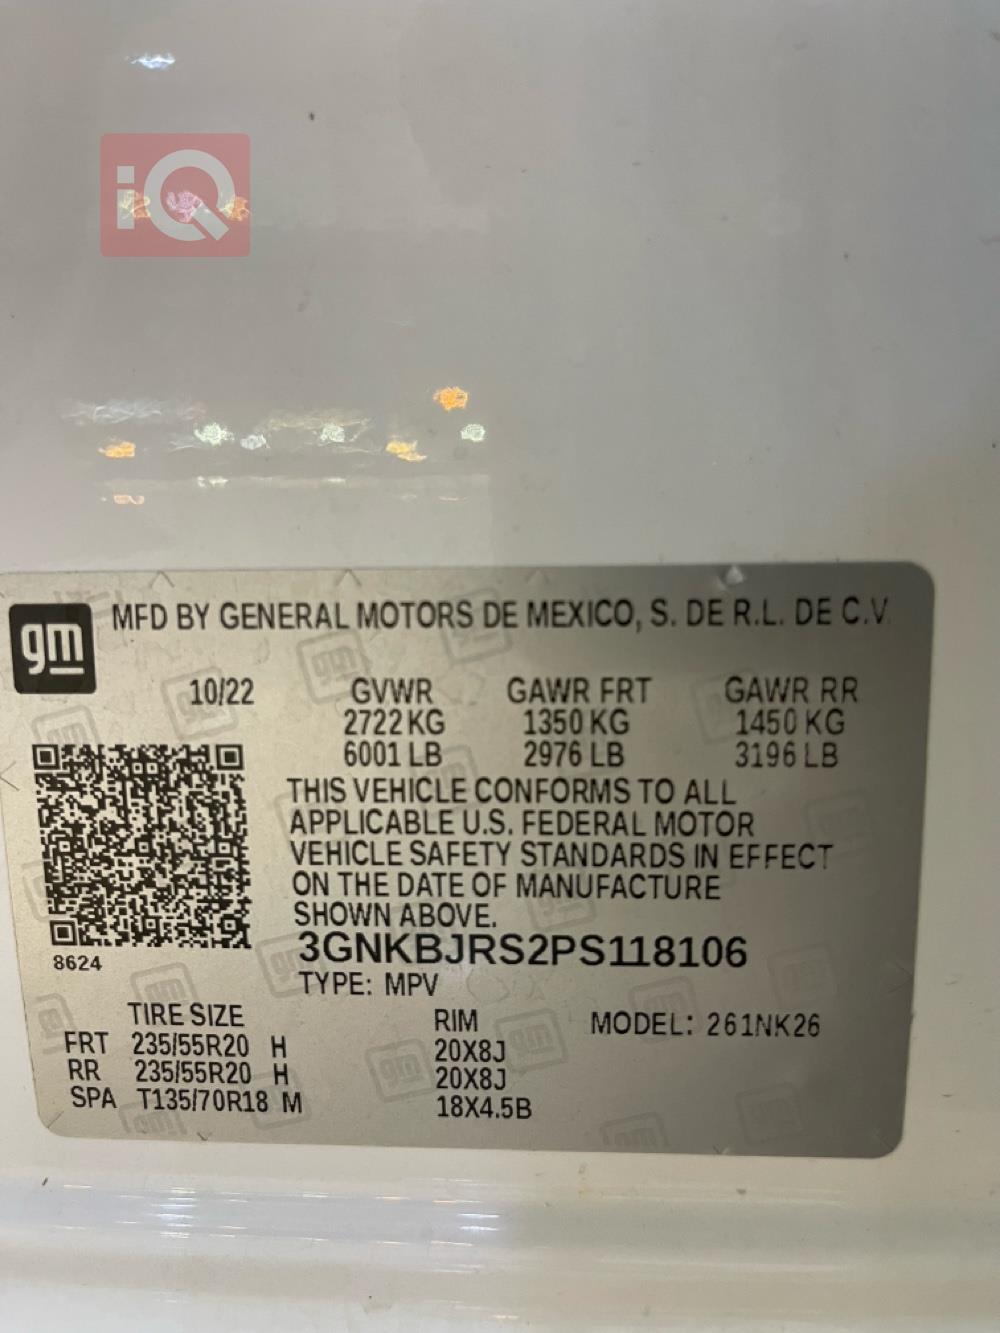 iQ
gm
MFD BY GENERAL MOTORS DE MEXICO, S. DE R.L. DE C.V.
10/22 GVWR GAWR FRT GAWR RR
2722 KG 1350 KG 1450 KG
6001 LB 2976 LB 3196 LB
THIS VEHICLE CONFORMS TO ALL
APPLICABLE U.S. FEDERAL MOTOR
VEHICLE SAFETY STANDARDS IN EFFECT
ON THE DATE OF MANUFACTURE
SHOWN ABOVE.
3GNKBJRS2PS118106
8624
TYPE: MPV
TIRE SIZE RIM MODEL: 261NK26
FRT 235/55R20 H 20X8J
RR 235/55R20 H 20X8J
SPA T135/70R18 M 18X4.5B